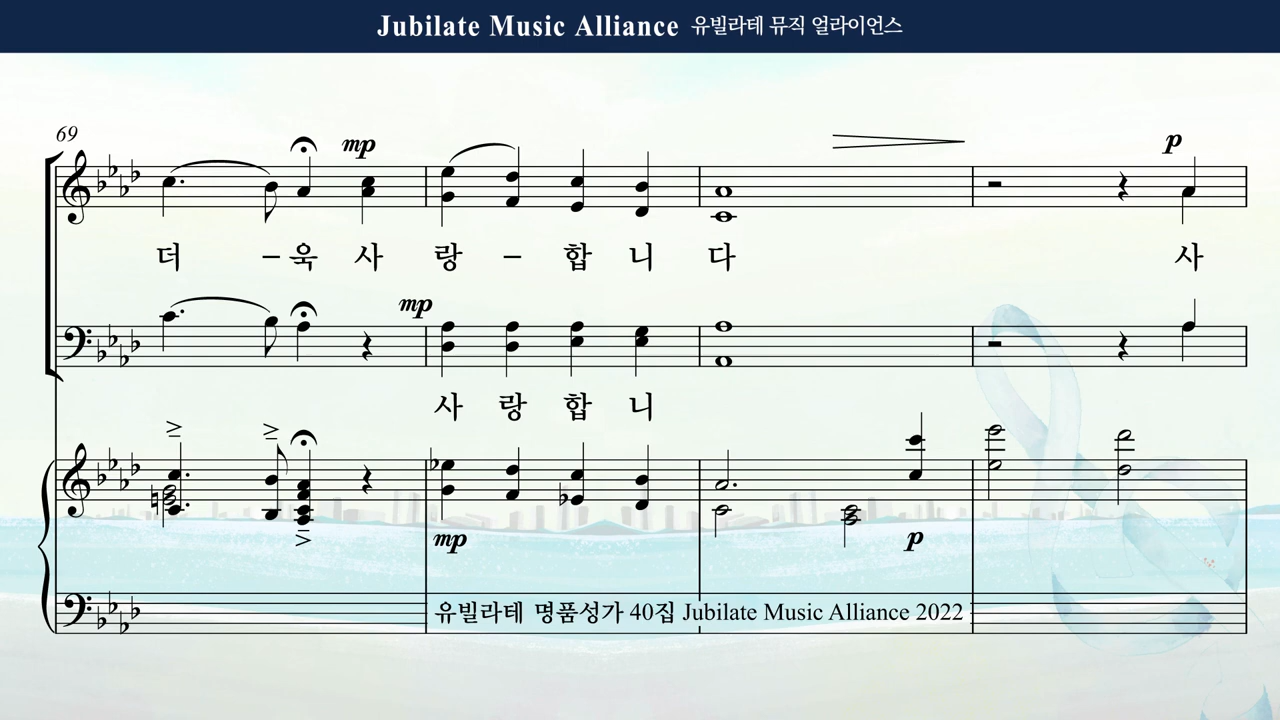 Jubilate Music Alliance 유빌라테 뮤직 얼라이언스
69
mp
p
더 - 욱 사 랑 - 합 니 다 사
mp
사 랑 합 니
mp
p
유빌라테 명품성가 40집 Jubilate Music Alliance 2022